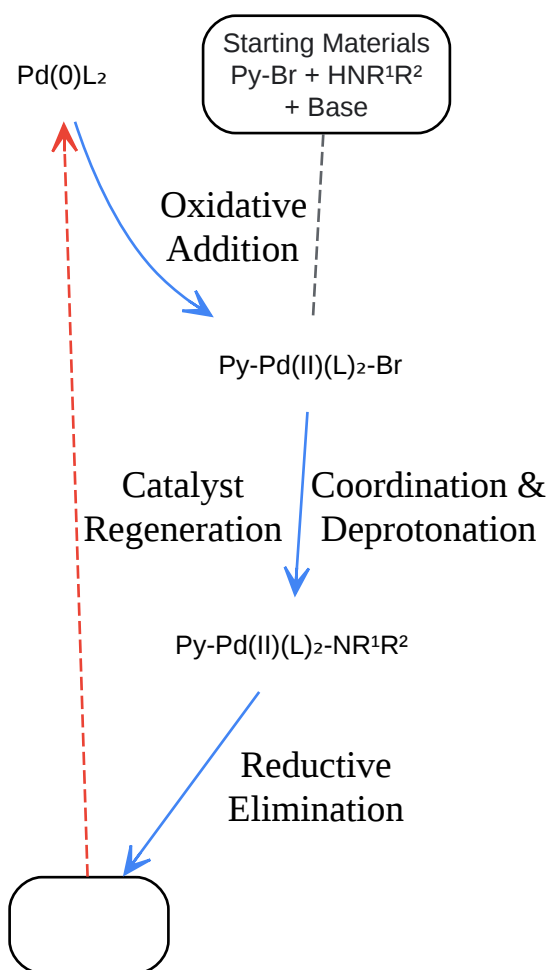 Starting Materials
Py-Br + HNR¹R²
+ Base
Pd(0)L₂
Oxidative
Addition
Py-Pd(II)(L)₂-Br
Catalyst
Regeneration
Coordination &
Deprotonation
Py-Pd(II)(L)₂-NR¹R²
Reductive
Elimination